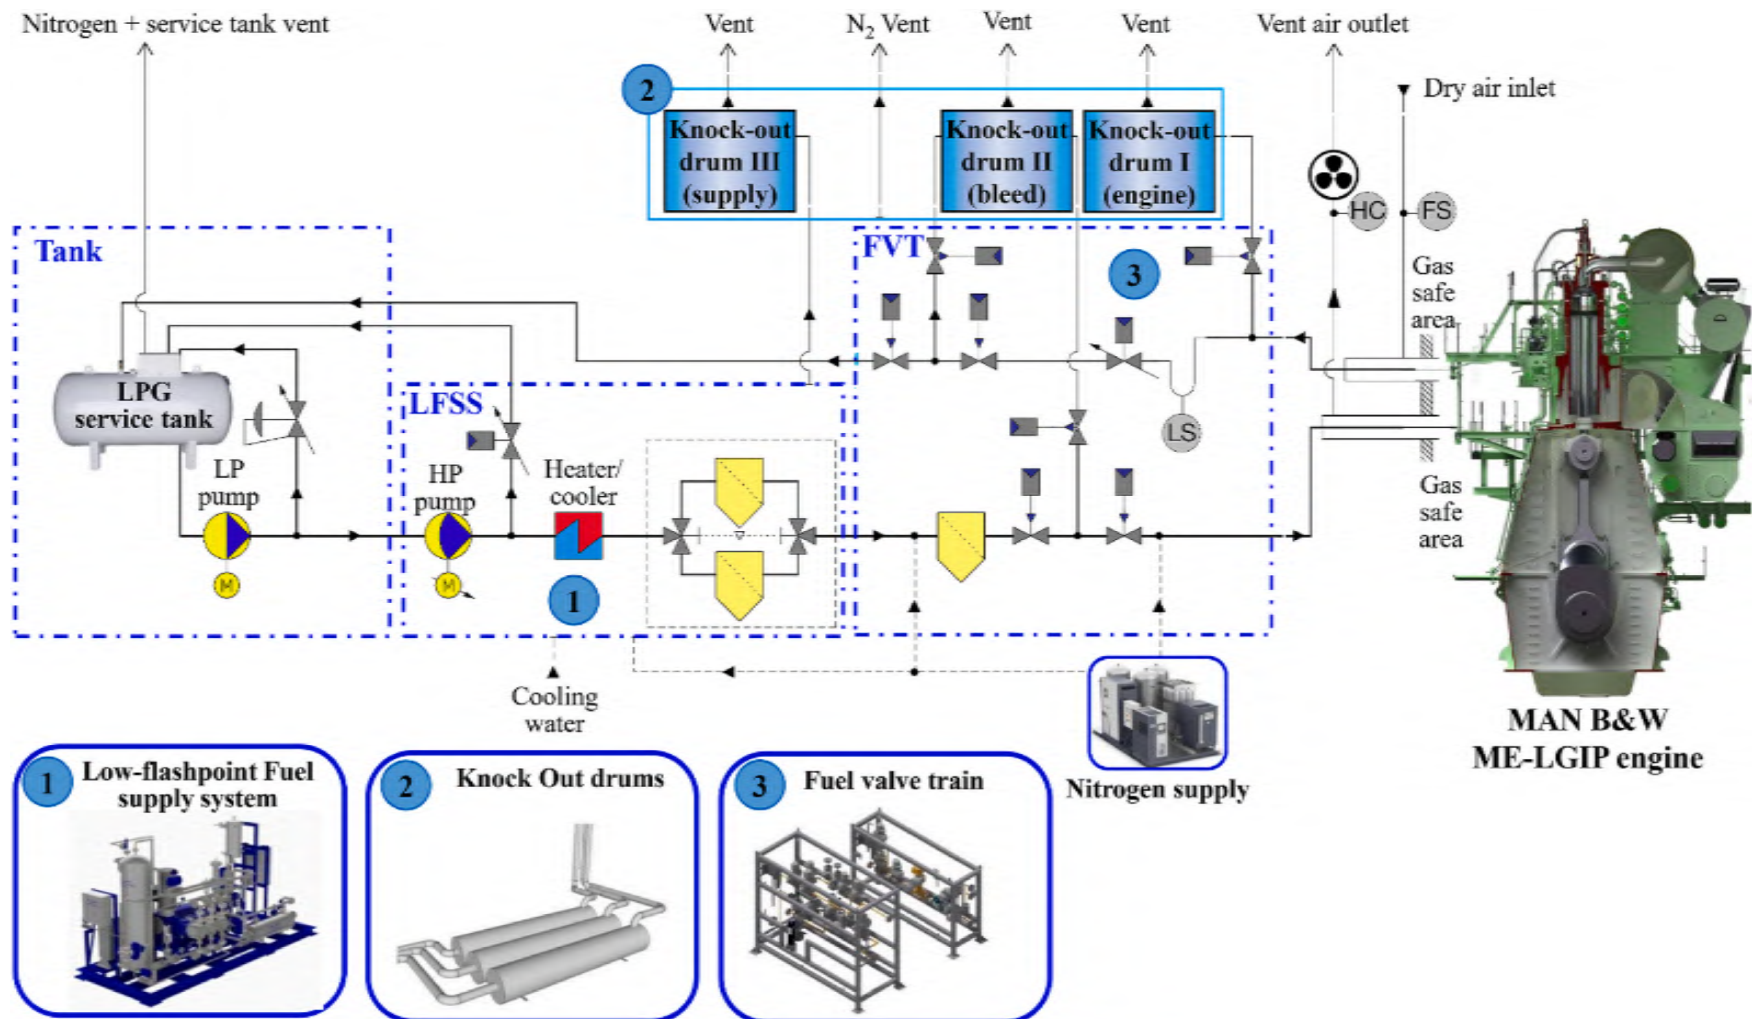 Nitrogen + service tank vent
Vent
N₂ Vent
Vent
Vent
Vent air outlet
Dry air inlet
2
Knock-out
drum III
(supply)
Knock-out
drum II
(bleed)
Knock-out
drum I
(engine)
HC
FS
Tank
FVT
3
Gas
safe
area
LPG
service tank
LFSS
LS
LP
pump
HP
pump
Heater/
cooler
Gas
safe
area
M
M
1
Cooling
water
MAN B&W
ME-LGIP engine
Nitrogen supply
1
Low-flashpoint Fuel
supply system
2
Knock Out drums
3
Fuel valve train